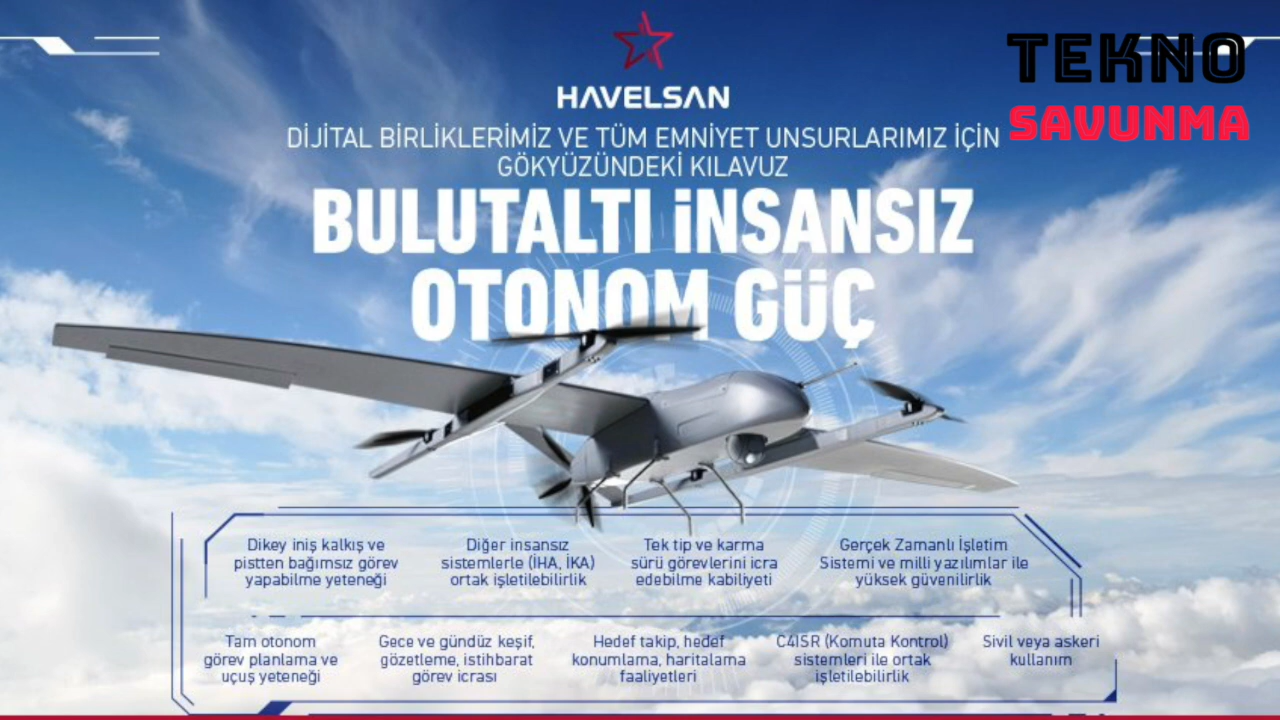 TEKNO
SAVUNMA
HAVELSAN
DİJİTAL BİRLİKLERİMİZ VE TÜM EMNİYET UNSURLARIMIZ İÇİN
GÖKYÜZÜNDEKİ KILAVUZ
BULUTALTI İNSANSIZ
OTONOM GÜÇ
Dikey iniş kalkış ve
pistten bağımsız görev
yapabilme yeteneği
Diğer insansız
sistemlerle (İHA, İKA)
ortak işletilebilirlik
Tek tip ve karma
sürü görevlerini icra
edebilme kabiliyeti
Gerçek Zamanlı İşletim
Sistemi ve milli yazılımlar ile
yüksek güvenilirlik
Tam otonom
görev planlama ve
uçuş yeteneği
Gece ve gündüz keşif,
gözetleme, istihbarat
görev icrası
Hedef takip, hedef
konumlama, haritalama
faaliyetleri
C4ISR (Komuta Kontrol)
sistemleri ile ortak
işletilebilirlik
Sivil veya askeri
kullanım